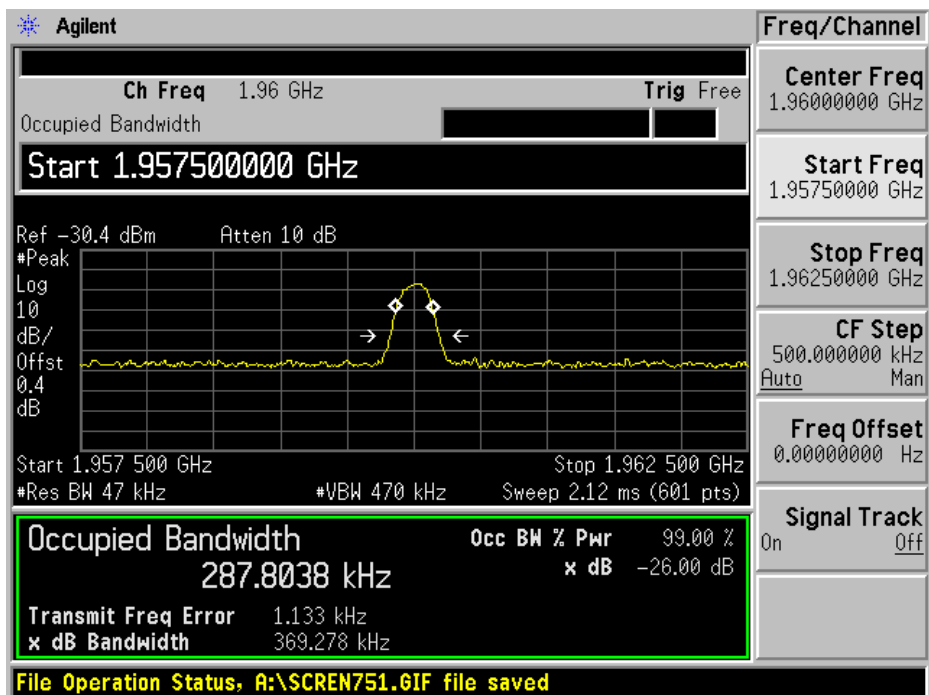 Agilent
Freq/Channel
Ch Freq 1.96 GHz
Trig Free
Occupied Bandwidth
Start 1.957500000 GHz
Ref -30.4 dBm Atten 10 dB
#Peak
Log
10
dB/
Offst
0.4
dB
Start 1.957 500 GHz Stop 1.962 500 GHz
#Res BW 47 kHz #VBW 470 kHz Sweep 2.12 ms (601 pts)
Occupied Bandwidth
287.8038 kHz
Occ BW % Pwr 99.00 %
x dB -26.00 dB
Transmit Freq Error 1.133 kHz
x dB Bandwidth 369.278 kHz
File Operation Status, A:\SCREN751.GIF file saved
Center Freq
1.96000000 GHz
Start Freq
1.95750000 GHz
Stop Freq
1.96250000 GHz
CF Step
500.000000 kHz
Auto Man
Freq Offset
0.00000000 Hz
Signal Track
On Off